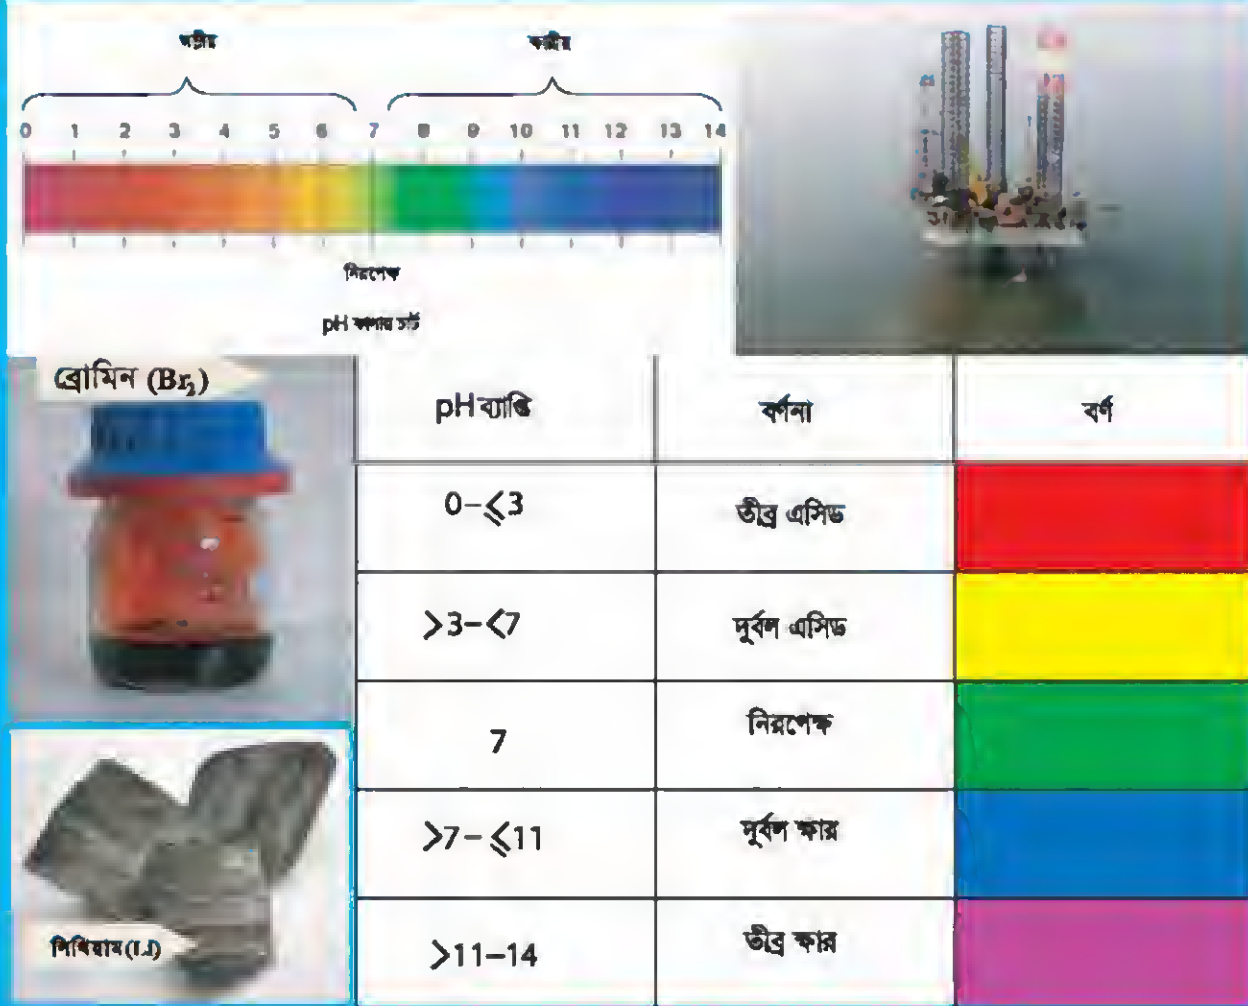 ক্ষারীয়
0 1 2 3 4 5 6 7 8 9 10 11 12 13 14
নিরপেক্ষ
pH
ব্রোমিন (Br₂)
pH ব্যাপ্তি বর্ণনা বর্ণ
0–⩽3 তীব্র এসিড
>3–<7 দুর্বল এসিড
7 নিরপেক্ষ
>7–⩽11 দুর্বল ক্ষার
>11–14 তীব্র ক্ষার
লিথিয়াম (Li)